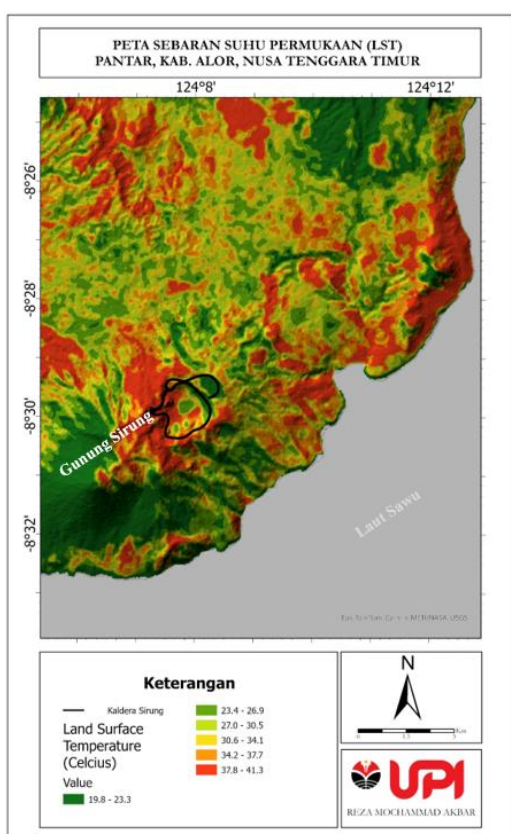 PETA SEBARAN SUHU PERMUKAAN (LST)
PANTAR, KAB. ALOR, NUSA TENGGARA TIMUR
124°8'
124°12'
-8°26'
-8°28'
-8°30'
-8°32'
Gunung Sirung
Laut Sawu
Keterangan
Kaldera Sirung
Land Surface
Temperature
(Celcius)
Value
19.8 - 23.3
23.4 - 26.9
27.0 - 30.5
30.6 - 34.1
34.2 - 37.7
37.8 - 41.3
N
0
UPI
REZA MOCHAMMAD AKBAR